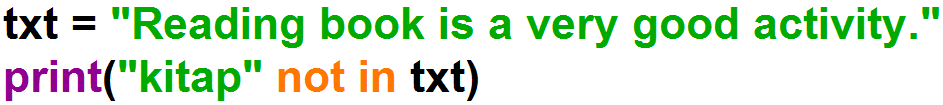 txt = "Reading book is a very good activity."
print("kitap" not in txt)